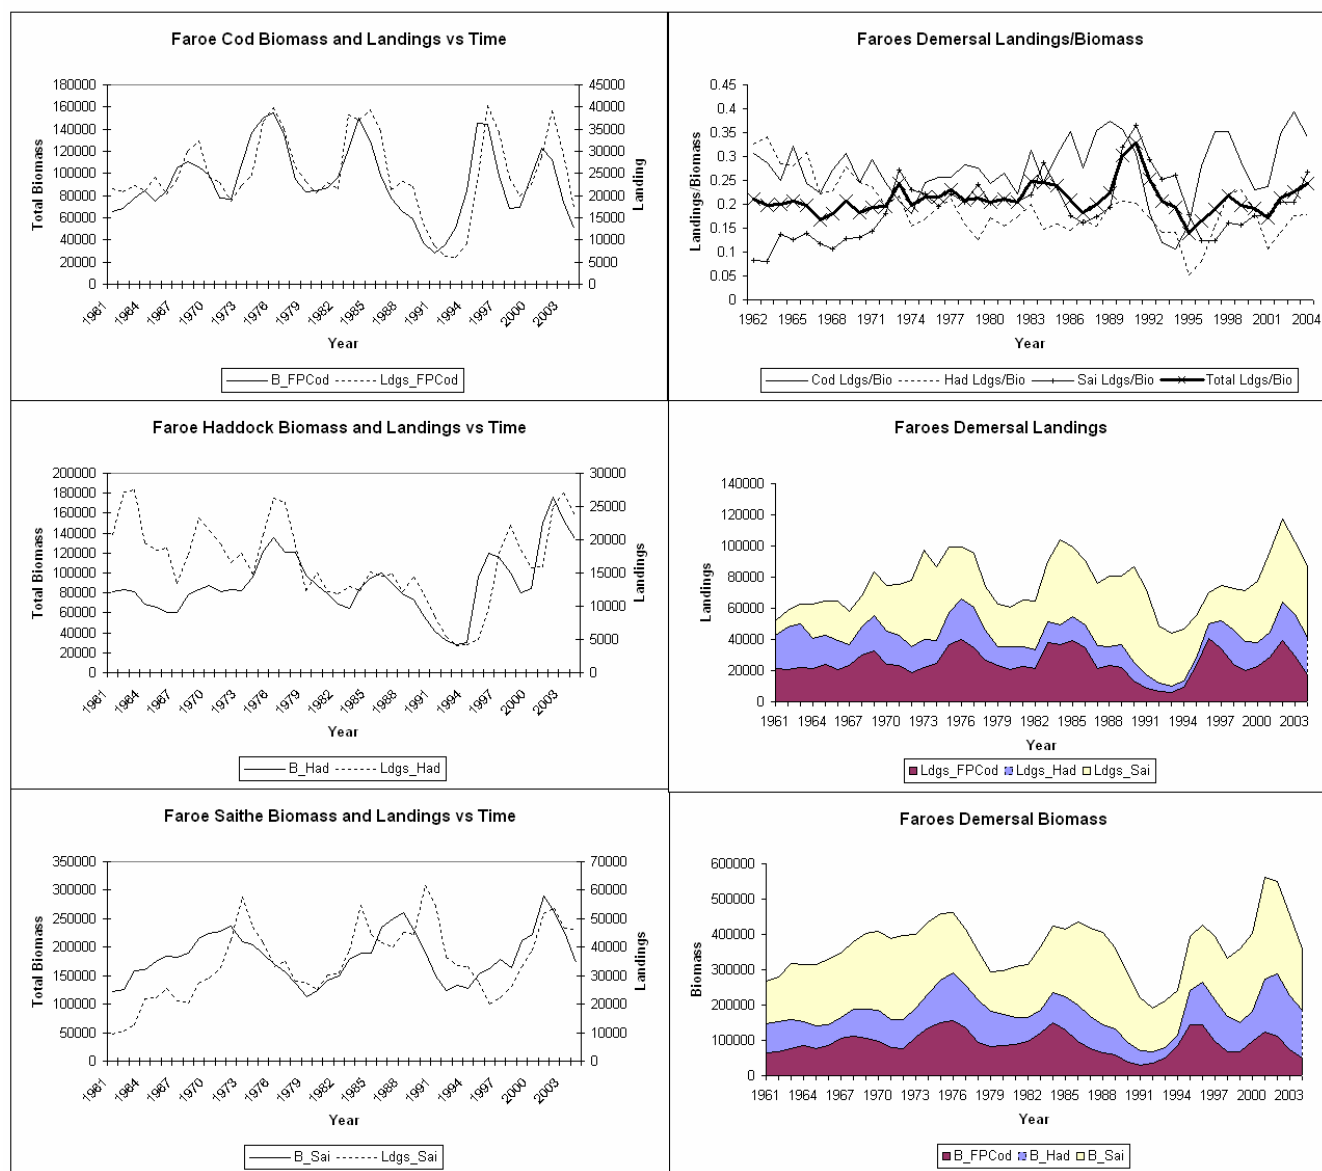 Faroe Cod Biomass and Landings vs Time
180000
160000
140000
120000
100000
80000
60000
40000
20000
0
Total Biomass
45000
40000
35000
30000
25000
20000
15000
10000
5000
0
Landing
1981 1964 1967 1970 1973 1976 1979 1982 1985 1988 1991 1994 1997 2000 2003
Year
B_FPCod Ldgs_FPCod
Faroes Demersal Landings/Biomass
0.45
0.4
0.35
0.3
0.25
0.2
0.15
0.1
0.05
0
Landings/Biomass
1962 1965 1968 1971 1974 1977 1980 1983 1986 1989 1992 1995 1998 2001 2004
Year
Cod Ldgs/Bio Had Ldgs/Bio Sai Ldgs/Bio Total Ldgs/Bio
Faroe Haddock Biomass and Landings vs Time
200000
180000
160000
140000
120000
100000
80000
60000
40000
20000
0
Total Biomass
30000
25000
20000
15000
10000
5000
0
Landings
1981 1964 1967 1970 1973 1976 1979 1982 1985 1988 1991 1994 1997 2000 2003
Year
B_Had Ldgs_Had
Faroes Demersal Landings
140000
120000
100000
80000
60000
40000
20000
0
Landings
1961 1964 1967 1970 1973 1976 1979 1982 1985 1988 1991 1994 1997 2000 2003
Year
Ldgs_FPCod Ldgs_Had Ldgs_Sai
Faroe Saithe Biomass and Landings vs Time
350000
300000
250000
200000
150000
100000
50000
0
Total Biomass
70000
60000
50000
40000
30000
20000
10000
0
Landings
1981 1964 1967 1970 1973 1976 1979 1982 1985 1988 1991 1994 1997 2000 2003
Year
B_Sai Ldgs_Sai
Faroes Demersal Biomass
600000
500000
400000
300000
200000
100000
0
Biomass
1961 1964 1967 1970 1973 1976 1979 1982 1985 1988 1991 1994 1997 2000 2003
Year
B_FPCod B_Had B_Sai